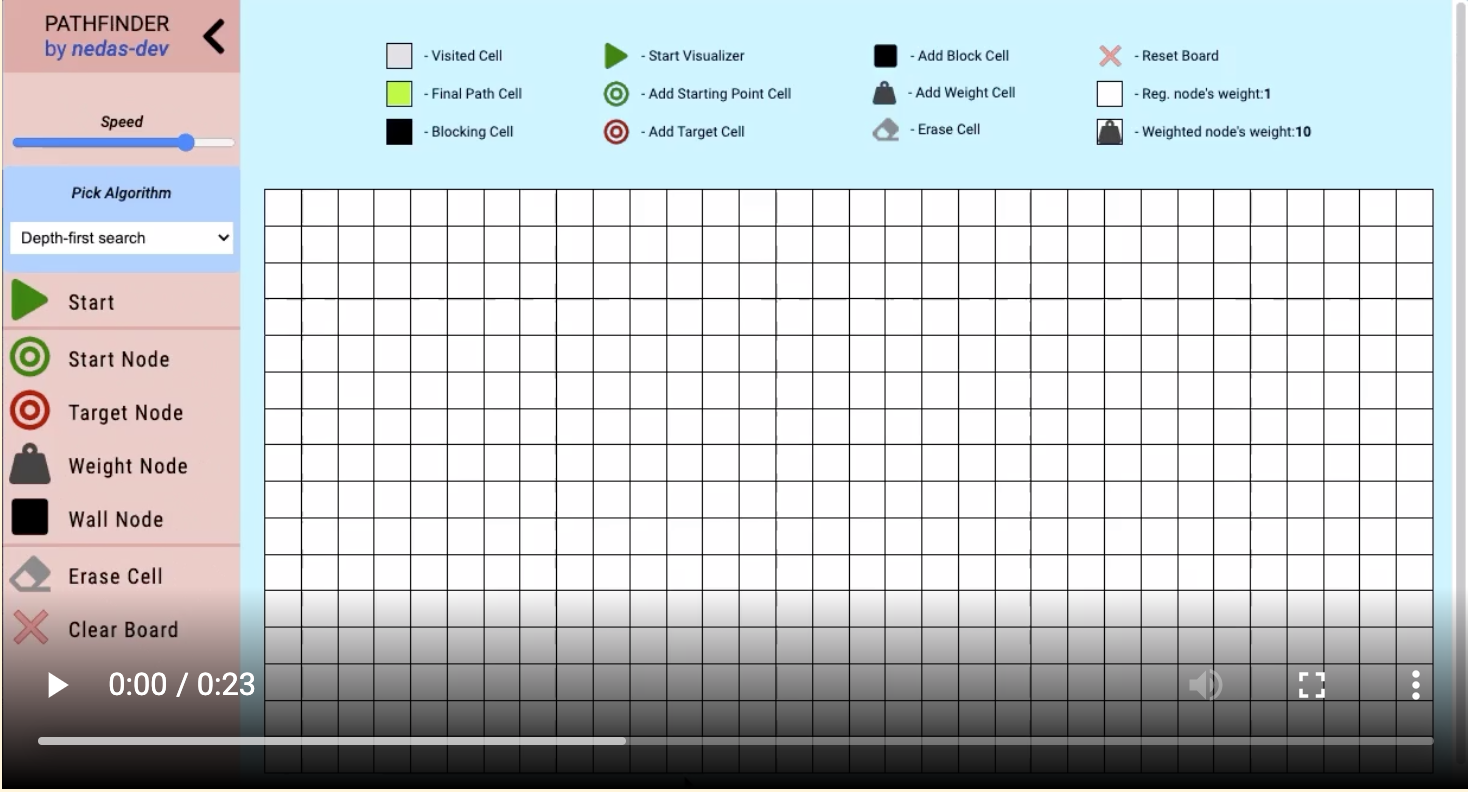 PATHFINDER
by nedas-dev
Speed
Pick Algorithm
Depth-first search
Start
Start Node
Target Node
Weight Node
Wall Node
Erase Cell
Clear Board
- Visited Cell
- Final Path Cell
- Blocking Cell
- Start Visualizer
- Add Starting Point Cell
- Add Target Cell
- Add Block Cell
- Add Weight Cell
- Erase Cell
- Reset Board
- Reg. node's weight:1
- Weighted node's weight:10
0:00 / 0:23